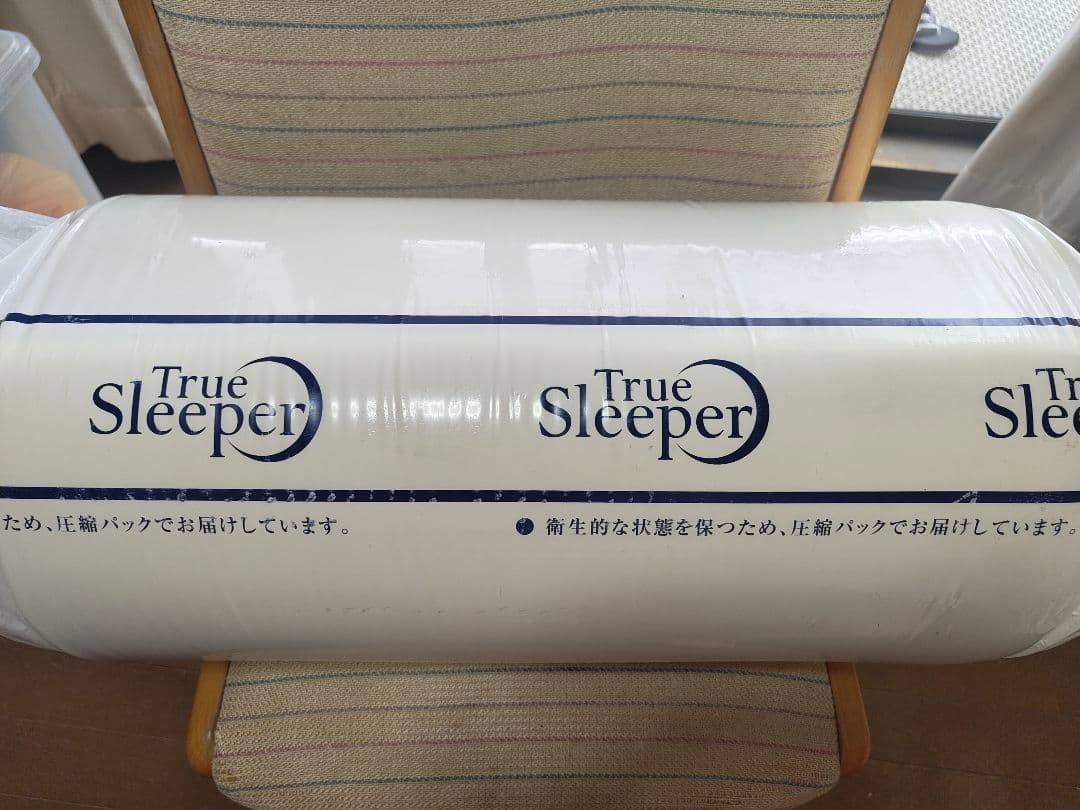 True
Sleeper
True
Sleeper
Tr
Slee
ため、圧縮パックでお届けしています。
● 衛生的な状態を保つため、圧縮パックでお届けしています。